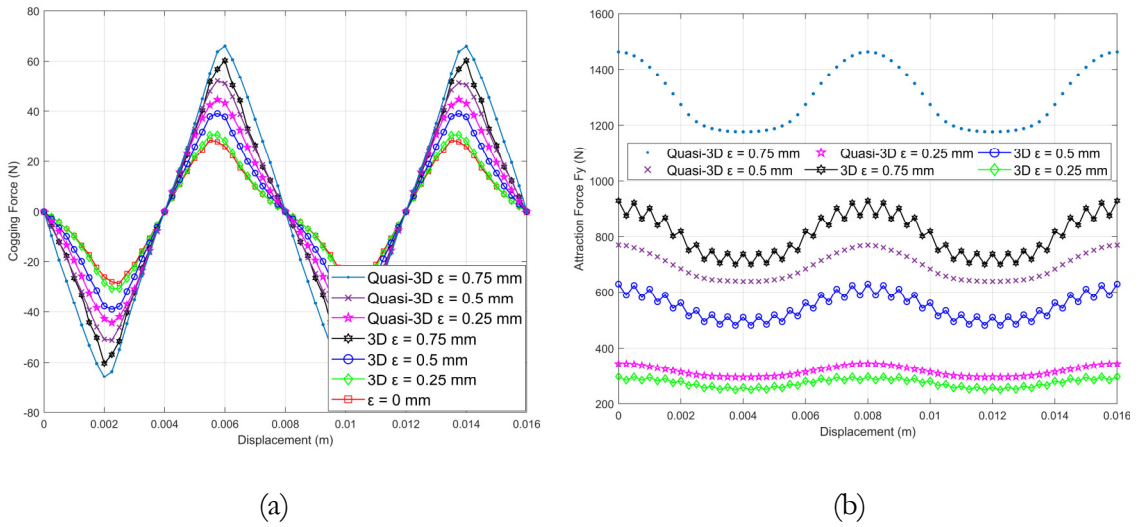 80
60
40
20
0
-20
-40
-60
-80
Cogging Force (N)
0 0.002 0.004 0.006 0.008 0.01 0.012 0.014 0.016
Displacement (m)
Quasi-3D ε = 0.75 mm
Quasi-3D ε = 0.5 mm
Quasi-3D ε = 0.25 mm
3D ε = 0.75 mm
3D ε = 0.5 mm
3D ε = 0.25 mm
ε = 0 mm
(a)
1600
1400
1200
1000
800
600
400
200
Attraction Force Fy (N)
Quasi-3D ε = 0.75 mm Quasi-3D ε = 0.25 mm 3D ε = 0.5 mm
Quasi-3D ε = 0.5 mm 3D ε = 0.75 mm 3D ε = 0.25 mm
0 0.002 0.004 0.006 0.008 0.01 0.012 0.014 0.016
Displacement (m)
(b)